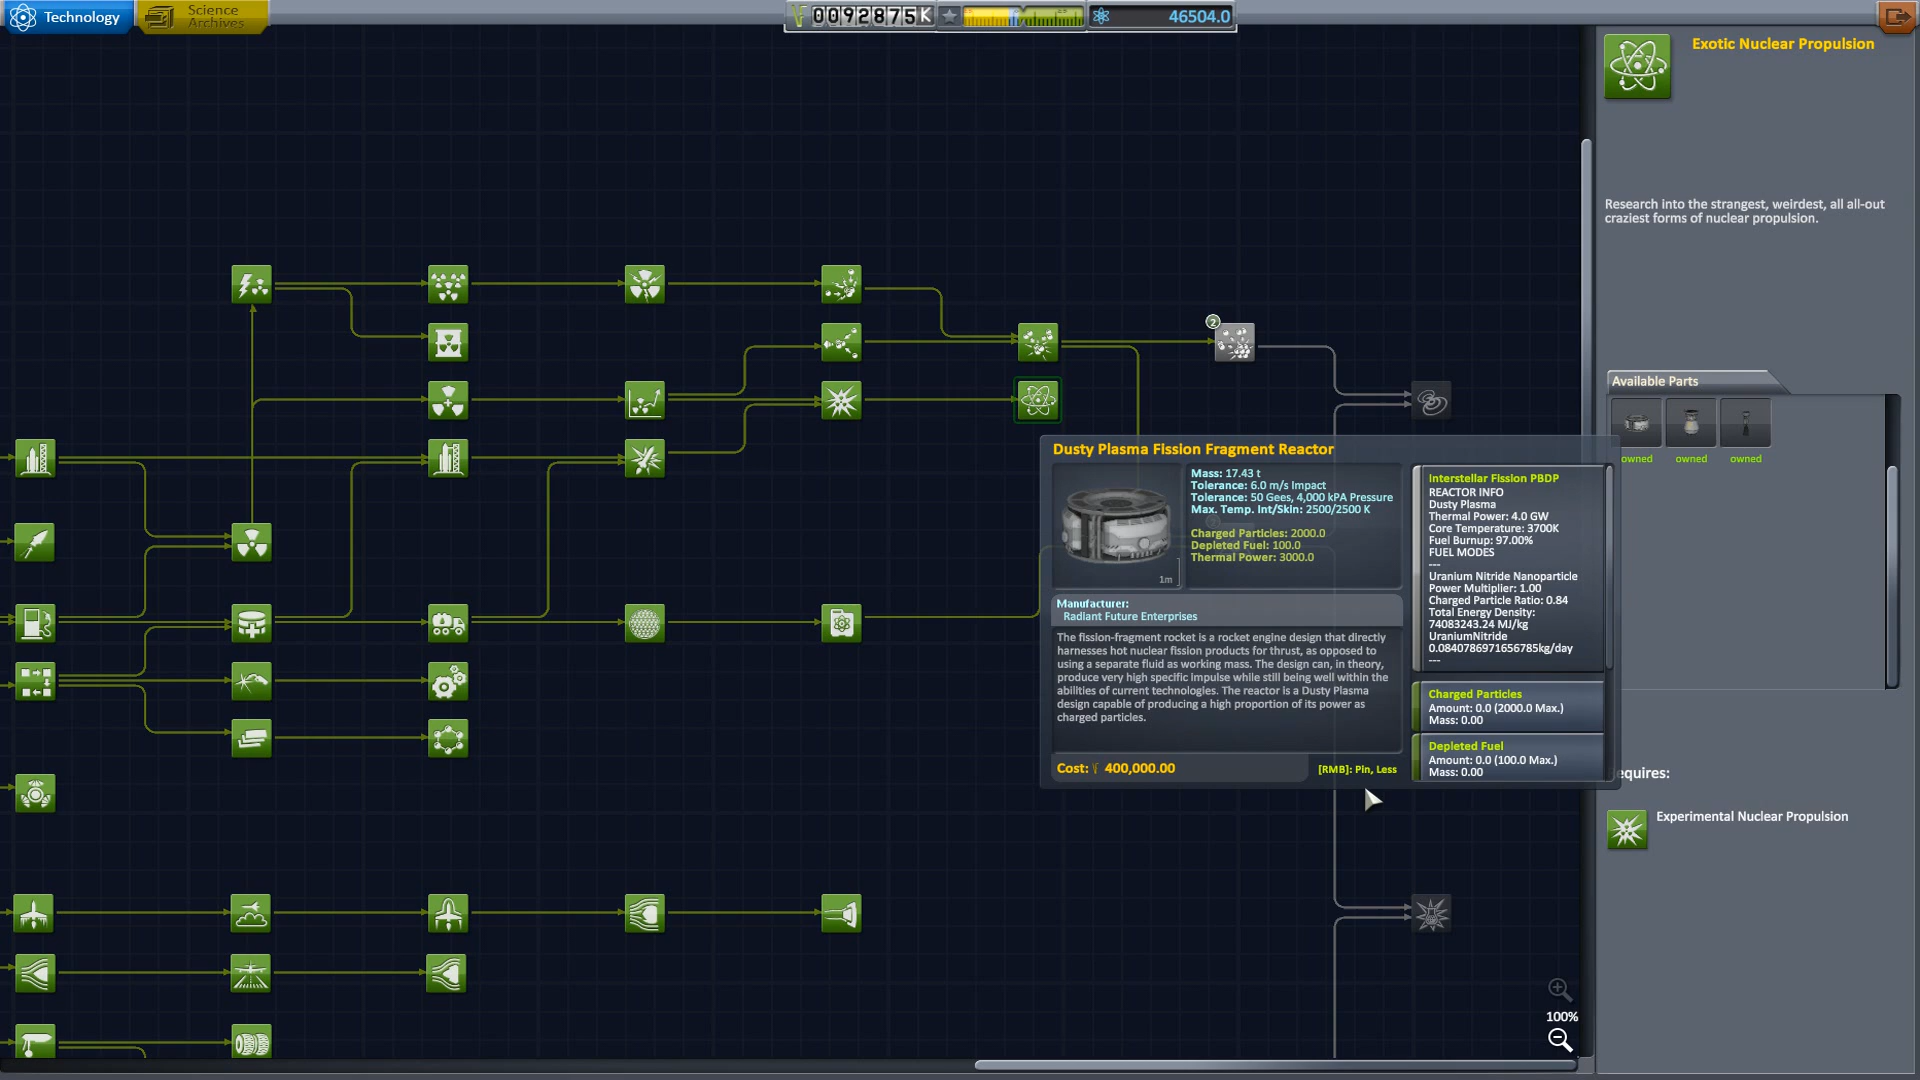 Technology
Science
Archives
0092875K
46504.0
Exotic Nuclear Propulsion
Research into the strangest, weirdest, all all-out
craziest forms of nuclear propulsion.
2
Available Parts
owned
owned
owned
Dusty Plasma Fission Fragment Reactor
Mass: 17.43 t
Tolerance: 6.0 m/s Impact
Tolerance: 50 Gees, 4,000 kPa Pressure
Max. Temp. Int/Skin: 2500/2500 K
Charged Particles: 2000.0
Depleted Fuel: 100.0
Thermal Power: 3000.0
1m
Manufacturer:
Radiant Future Enterprises
The fission-fragment rocket is a rocket engine design that directly
harnesses hot nuclear fission products for thrust, as opposed to
using a separate fluid as working mass. The design can, in theory,
produce very high specific impulse while still being well within the
abilities of current technologies. The reactor is a Dusty Plasma
design capable of producing a high proportion of its power as
charged particles.
Cost: 400,000.00
[RMB]: Pin, Less
Interstellar Fission PBDP
REACTOR INFO
Dusty Plasma
Thermal Power: 4.0 GW
Core Temperature: 3700K
Fuel Burnup: 97.00%
FUEL MODES
---
Uranium Nitride Nanoparticle
Power Multiplier: 1.00
Charged Particle Ratio: 0.84
Total Energy Density:
74083243.24 MJ/kg
UraniumNitride
0.0840786971656785kg/day
---
Charged Particles
Amount: 0.0 (2000.0 Max.)
Mass: 0.00
Depleted Fuel
Amount: 0.0 (100.0 Max.)
Mass: 0.00
equires:
Experimental Nuclear Propulsion
100%